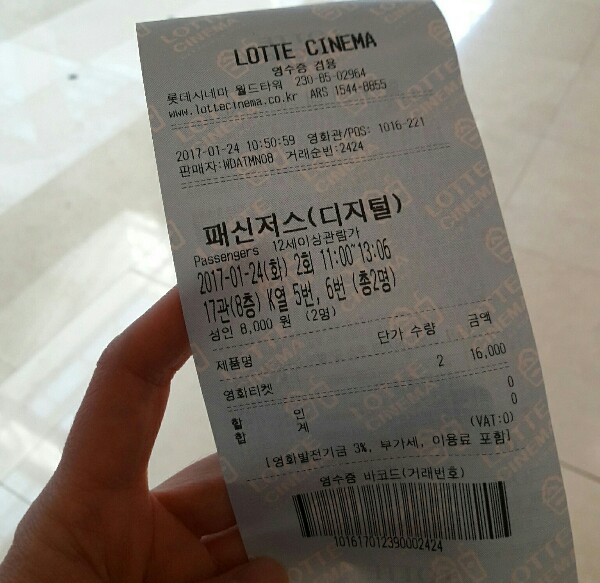 LOTTE CINEMA
영수증 겸용
롯데시네마 월드타워 230-85-02964
www.lottecinema.co.kr ARS 1544-8855
2017-01-24 10:50:59 영화관/POS: 1016-221
판매자:WDATMN08 거래순번:2424
패신저스(디지털)
Passengers 12세이상관람가
2017-01-24(화) 2회 11:00~13:06
17관(8층) K열 5번, 6번 (총2명)
성인 8,000 원 (2명)
제품명 단가 수량 금액
영화티켓 2 16,000
할 인 0
합 계 0
(VAT:0)
[영화발전기금 3%, 부가세, 이용료 포함]
영수증 바코드(거래번호)
101617012390002424